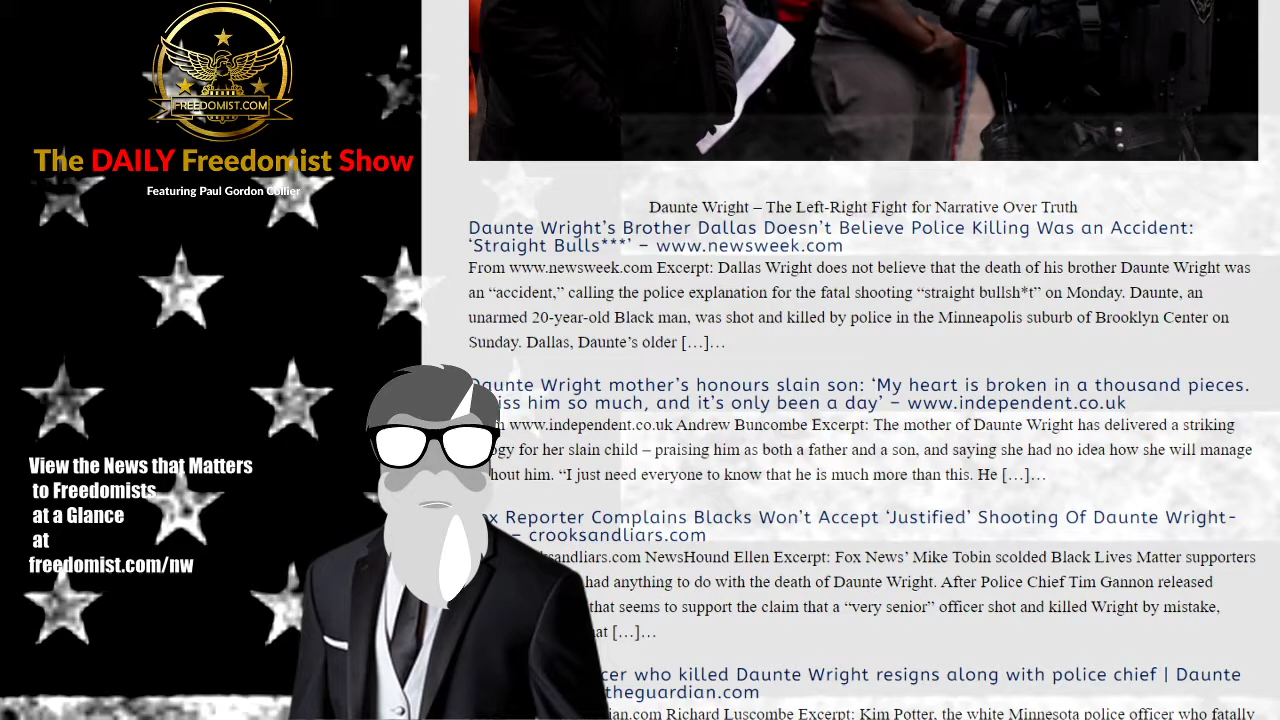 FREEDOMIST.COM
The DAILY Freedomist Show
Featuring Paul Gordon Collier
View the News that Matters
to Freedomists
at a Glance
at
freedomist.com/nw
Daunte Wright – The Left-Right Fight for Narrative Over Truth
Daunte Wright’s Brother Dallas Doesn’t Believe Police Killing Was an Accident:
‘Straight Bulls***’ – www.newsweek.com
From www.newsweek.com Excerpt: Dallas Wright does not believe that the death of his brother Daunte Wright was
an “accident,” calling the police explanation for the fatal shooting “straight bullsh*t” on Monday. Daunte, an
unarmed 20-year-old Black man, was shot and killed by police in the Minneapolis suburb of Brooklyn Center on
Sunday. Dallas, Daunte’s older […]…
Daunte Wright mother’s honours slain son: ‘My heart is broken in a thousand pieces.
iss him so much, and it’s only been a day’ – www.independent.co.uk
www.independent.co.uk Andrew Buncombe Excerpt: The mother of Daunte Wright has delivered a striking
ogy for her slain child – praising him as both a father and a son, and saying she had no idea how she will manage
hout him. “I just need everyone to know that he is much more than this. He […]…
x Reporter Complains Blacks Won’t Accept ‘Justified’ Shooting Of Daunte Wright-
– crooksandliars.com
sandliars.com NewsHound Ellen Excerpt: Fox News’ Mike Tobin scolded Black Lives Matter supporters
had anything to do with the death of Daunte Wright. After Police Chief Tim Gannon released
that seems to support the claim that a “very senior” officer shot and killed Wright by mistake,
at […]…
cer who killed Daunte Wright resigns along with police chief | Daunte
theguardian.com
ian.com Richard Luscombe Excerpt: Kim Potter, the white Minnesota police officer who fatally